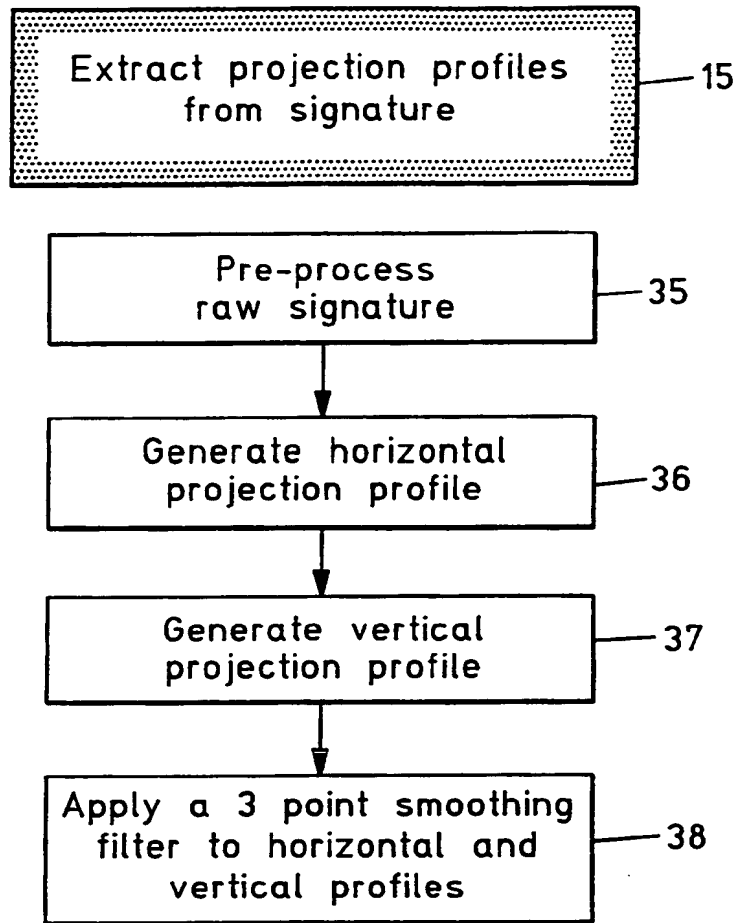 Extract projection profiles
from signature
15
Pre-process
raw signature
35
Generate horizontal
projection profile
36
Generate vertical
projection profile
37
Apply a 3 point smoothing
filter to horizontal and
vertical profiles
38